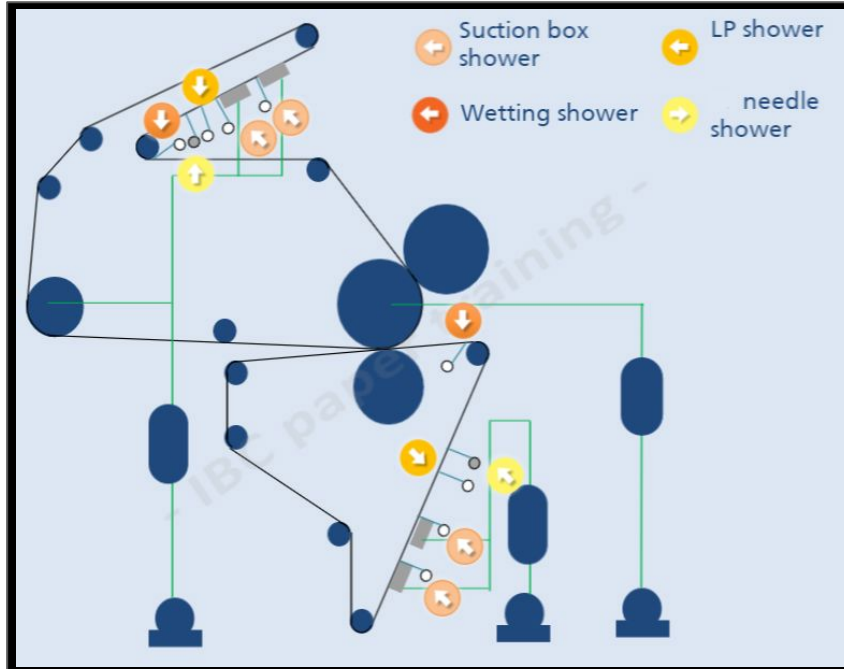 Suction box
shower
LP shower
Wetting shower
needle
shower
- IBC paper training -